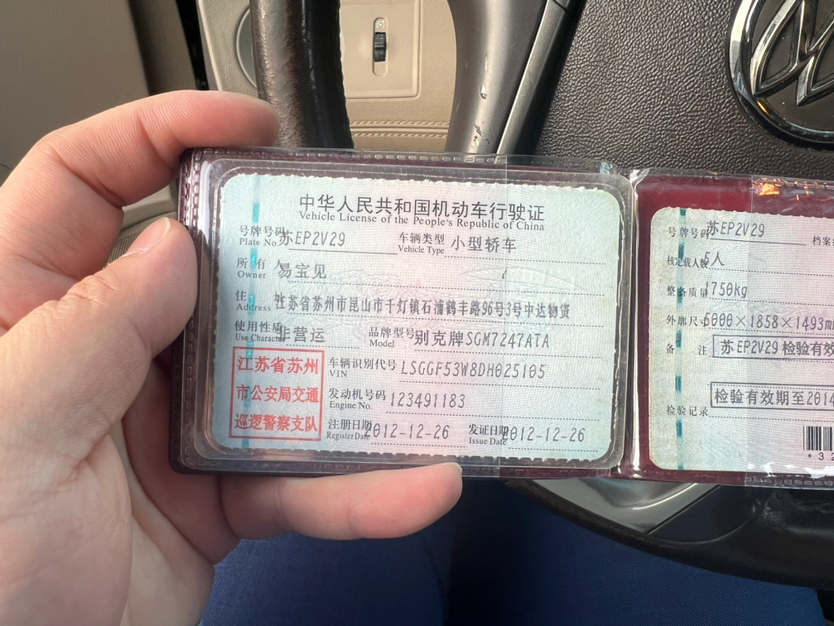 中华人民共和国机动车行驶证
Vehicle License of the People's Republic of China
号牌号码 苏EP2V29 车辆类型 小型轿车
Plate No. Vehicle Type
所有人 易宝见
Owner
住址 江苏省苏州市昆山市千灯镇石浦鹤丰路96号3号中达物资
Address
使用性质 非营运 品牌型号 别克牌SGM7247ATA
Use Character Model
江苏省苏州
市公安局交通
巡逻警察支队
车辆识别代号 LSGGF53W8DH025105
VIN
发动机号码 123491183
Engine No.
注册日期 2012-12-26 发证日期 2012-12-26
Register Date Issue Date
号牌号码 苏EP2V29 档案
核定载人数 5人
整备质量 1750kg
外廓尺寸 5000×1858×1493m
备注 苏EP2V29 检验有效
检验有效期至2014
检验记录
*32